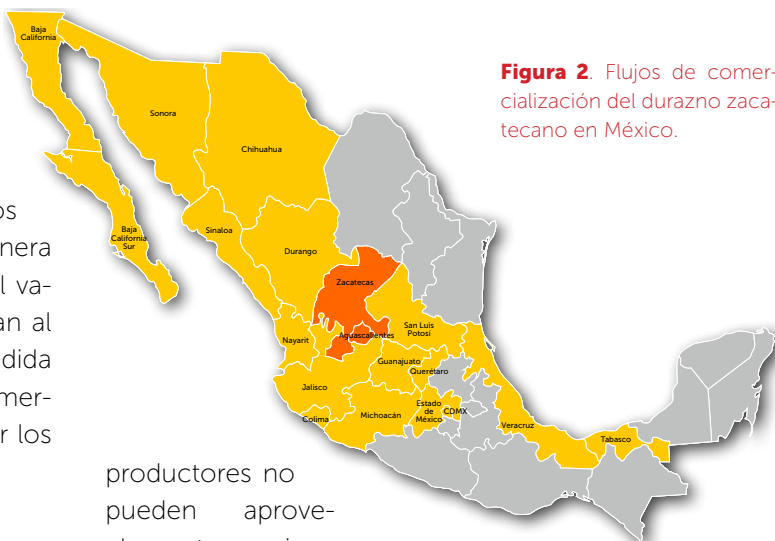 Baja
California
Sonora
Chihuahua
Figura 2. Flujos de comer-
cialización del durazno zaca-
tecano en México.
os
nera
l va-
an al
dida
mer-
r los
Baja
California
Sur
Sinaloa
Durango
Zacatecas
Nayarit
Aguascalientes
San Luis
Potosí
Guanajuato
Querétaro
Jalisco
Colima
Michoacán
Estado
de
México
CDMX
Veracruz
Tabasco
productores no
pueden aprove-